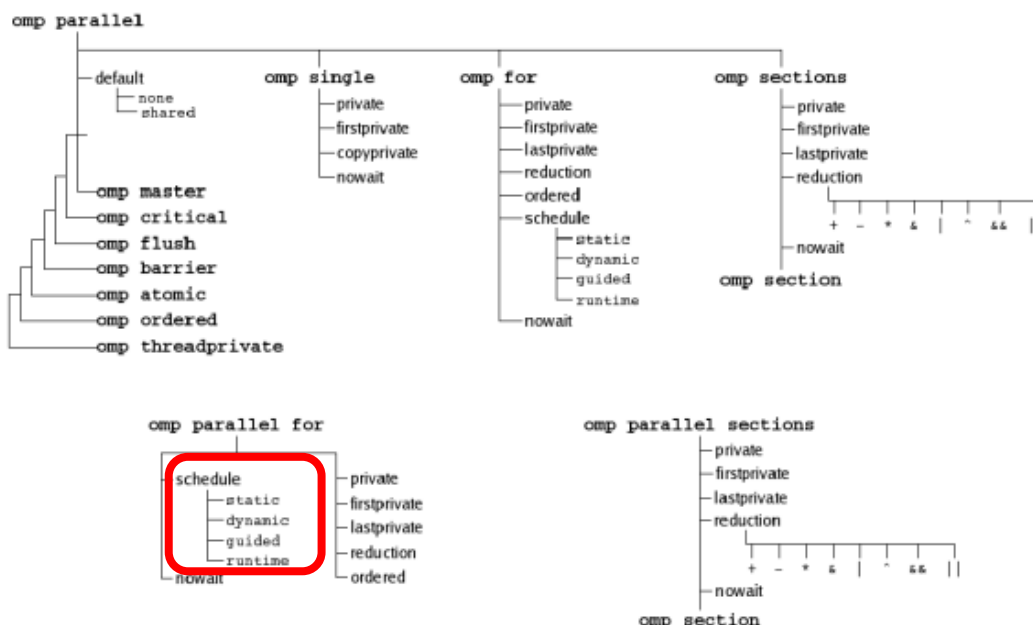 omp parallel
default
none
shared
omp master
omp critical
omp flush
omp barrier
omp atomic
omp ordered
omp threadprivate
omp single
private
firstprivate
copyprivate
nowait
omp for
private
firstprivate
lastprivate
reduction
ordered
schedule
static
dynamic
guided
runtime
nowait
omp sections
private
firstprivate
lastprivate
reduction
+ - * & | ^ && |
nowait
omp section
omp parallel for
schedule
static
dynamic
guided
runtime
nowait
private
firstprivate
lastprivate
reduction
ordered
omp parallel sections
private
firstprivate
lastprivate
reduction
+ - * & | ^ && ||
nowait
omp section